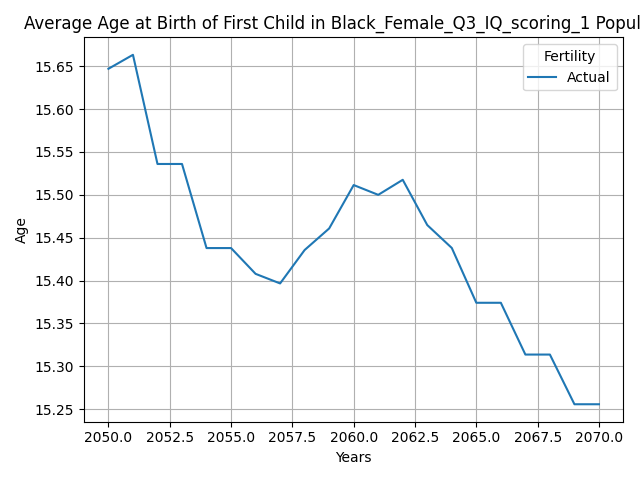 Average Age at Birth of First Child in Black_Female_Q3_IQ_scoring_1 Popul
Fertility
Actual
15.65
15.60
15.55
15.50
15.45
15.40
15.35
15.30
15.25
Age
2050.0 2052.5 2055.0 2057.5 2060.0 2062.5 2065.0 2067.5 2070.0
Years